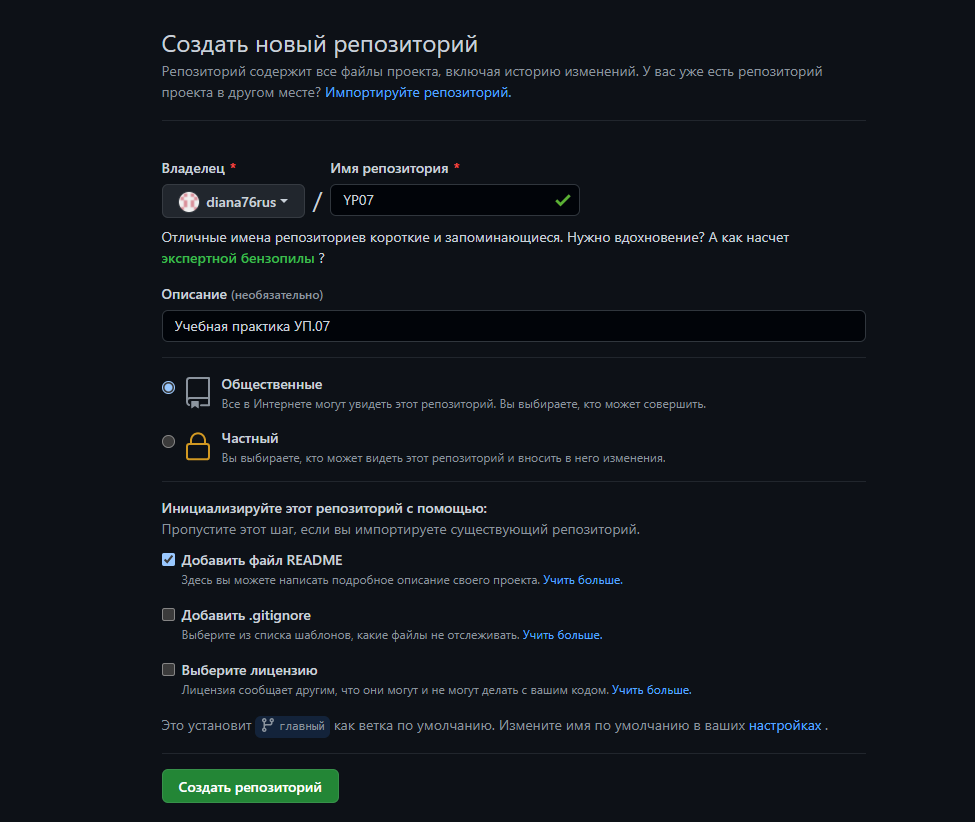 Создать новый репозиторий
Репозиторий содержит все файлы проекта, включая историю изменений. У вас уже есть репозиторий
проекта в другом месте? Импортируйте репозиторий.
Владелец * Имя репозитория *
diana76rus / YP07
Отличные имена репозиториев короткие и запоминающиеся. Нужно вдохновение? А как насчет
экспертной бензопилы ?
Описание (необязательно)
Учебная практика УП.07
Общественные
Все в Интернете могут увидеть этот репозиторий. Вы выбираете, кто может совершить.
Частный
Вы выбираете, кто может видеть этот репозиторий и вносить в него изменения.
Инициализируйте этот репозиторий с помощью:
Пропустите этот шаг, если вы импортируете существующий репозиторий.
Добавить файл README
Здесь вы можете написать подробное описание своего проекта. Учить больше.
Добавить .gitignore
Выберите из списка шаблонов, какие файлы не отслеживать. Учить больше.
Выберите лицензию
Лицензия сообщает другим, что они могут и не могут делать с вашим кодом. Учить больше.
Это установит главный как ветка по умолчанию. Измените имя по умолчанию в ваших настройках .
Создать репозиторий